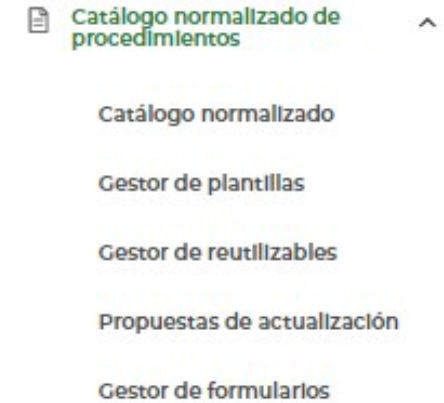 Catálogo normalizado de
procedimientos
Catálogo normalizado
Gestor de plantillas
Gestor de reutilizables
Propuestas de actualización
Gestor de formularios